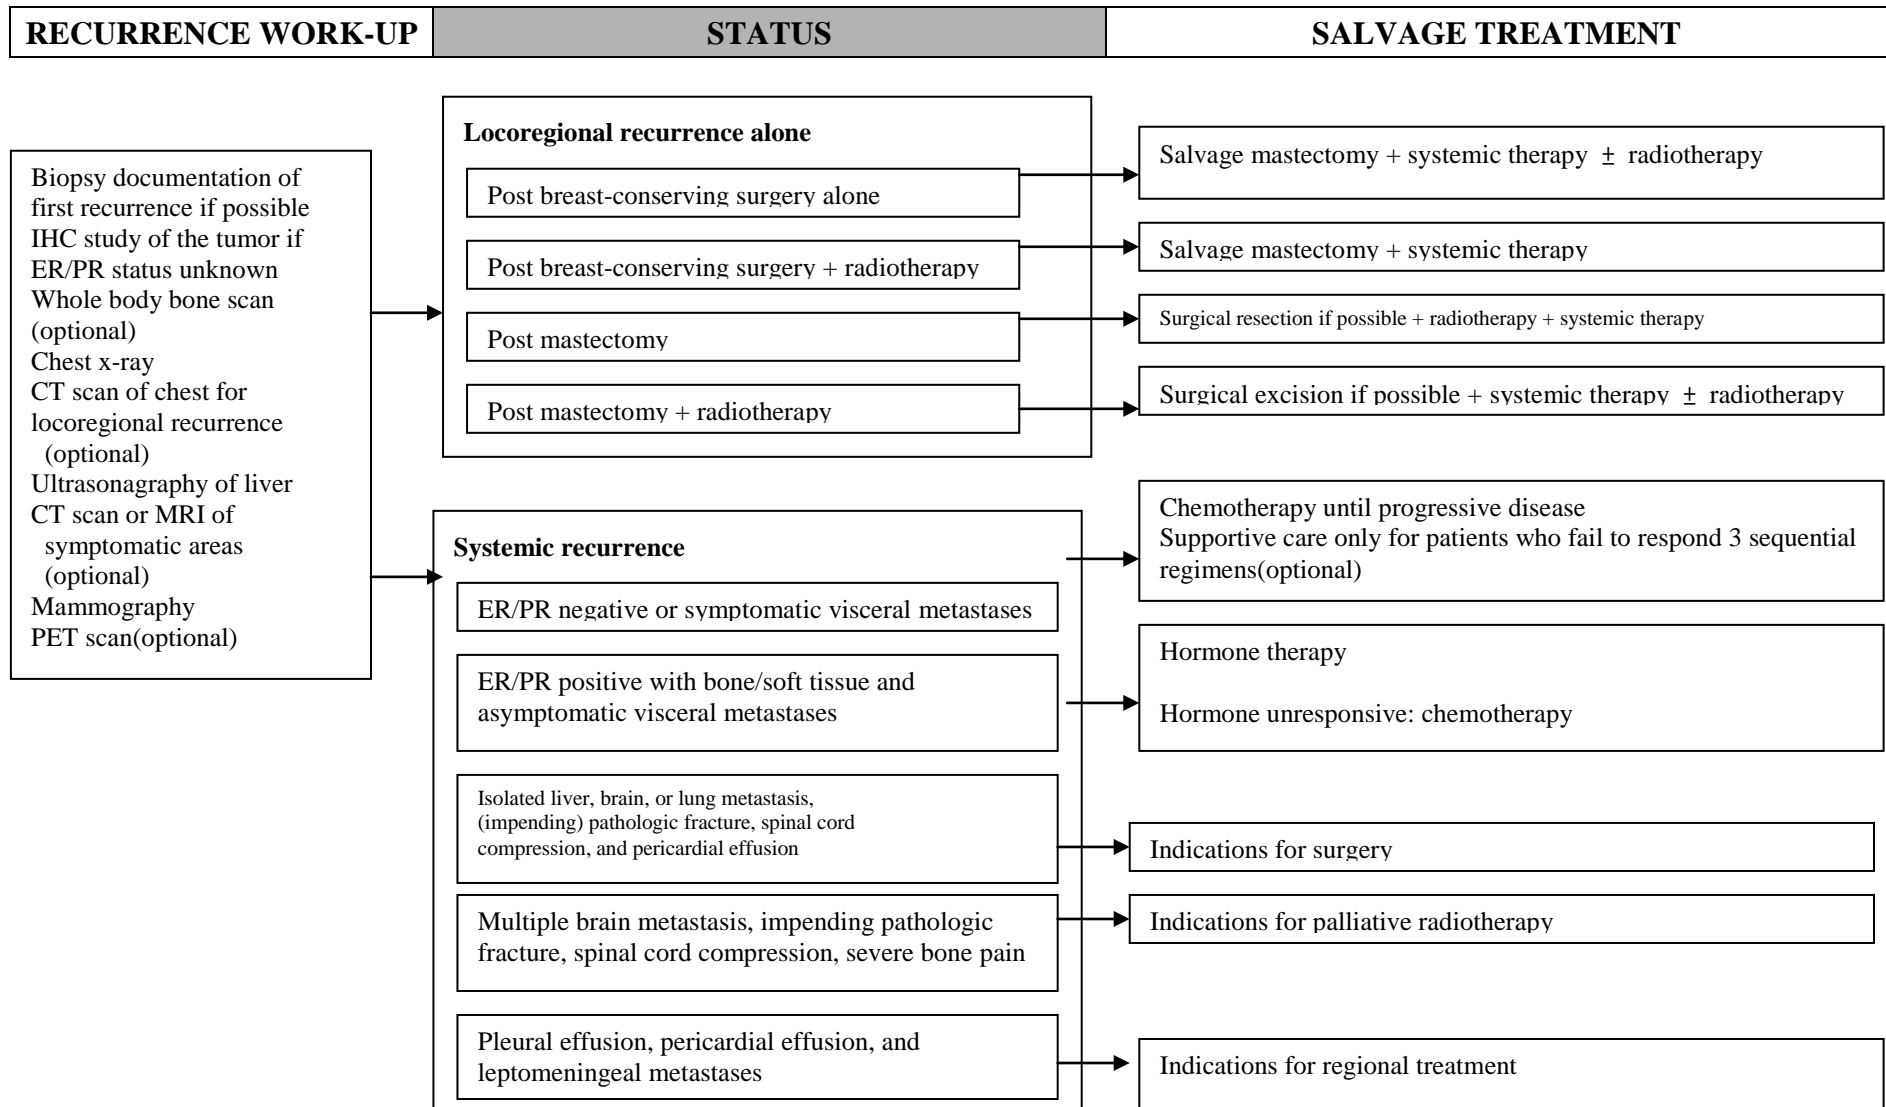 RECURRENCE WORK-UP
STATUS
SALVAGE TREATMENT
Biopsy documentation of
first recurrence if possible
IHC study of the tumor if
ER/PR status unknown
Whole body bone scan
(optional)
Chest x-ray
CT scan of chest for
locoregional recurrence
(optional)
Ultrasonagraphy of liver
CT scan or MRI of
symptomatic areas
(optional)
Mammography
PET scan(optional)
Locoregional recurrence alone
Post breast-conserving surgery alone
Post breast-conserving surgery + radiotherapy
Post mastectomy
Post mastectomy + radiotherapy
Salvage mastectomy + systemic therapy ± radiotherapy
Salvage mastectomy + systemic therapy
Surgical resection if possible + radiotherapy + systemic therapy
Surgical excision if possible + systemic therapy ± radiotherapy
Systemic recurrence
ER/PR negative or symptomatic visceral metastases
ER/PR positive with bone/soft tissue and
asymptomatic visceral metastases
Isolated liver, brain, or lung metastasis,
(impending) pathologic fracture, spinal cord
compression, and pericardial effusion
Multiple brain metastasis, impending pathologic
fracture, spinal cord compression, severe bone pain
Pleural effusion, pericardial effusion, and
leptomeningeal metastases
Chemotherapy until progressive disease
Supportive care only for patients who fail to respond 3 sequential
regimens(optional)
Hormone therapy
Hormone unresponsive: chemotherapy
Indications for surgery
Indications for palliative radiotherapy
Indications for regional treatment